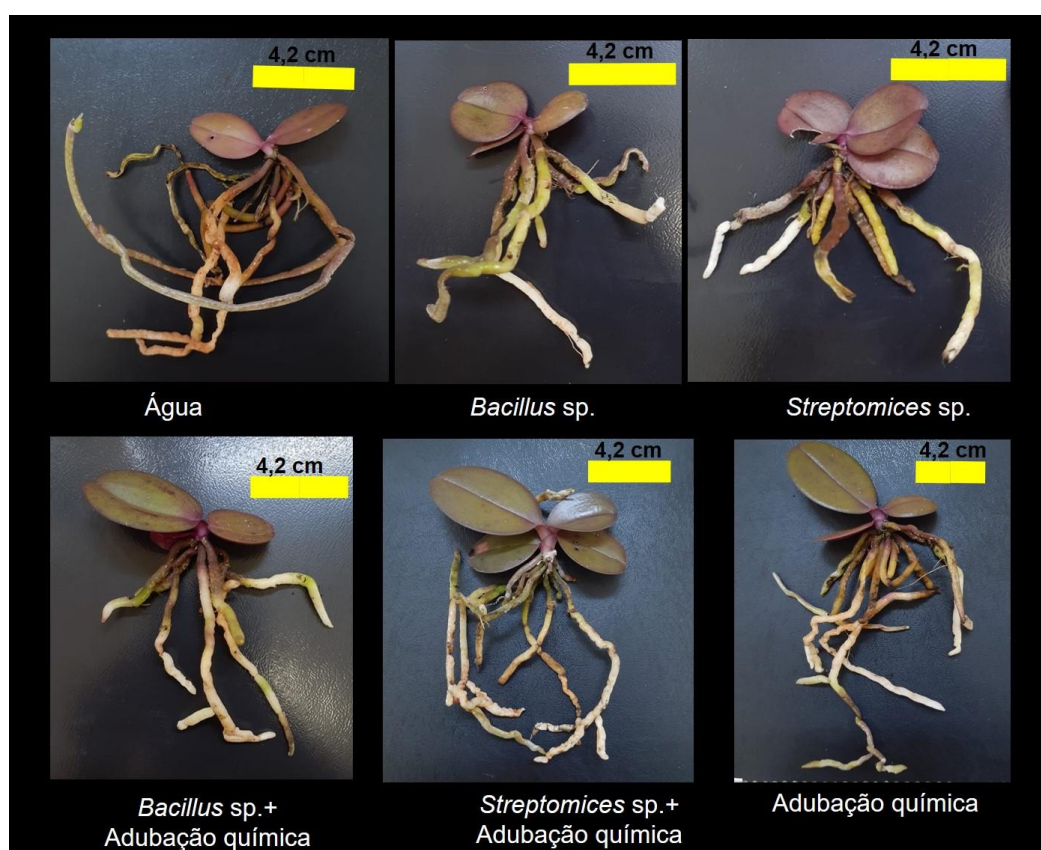 4,2 cm
4,2 cm
4,2 cm
Água
Bacillus sp.
Streptomices sp.
4,2 cm
4,2 cm
4,2 cm
Bacillus sp.+
Adubação química
Streptomices sp.+
Adubação química
Adubação química